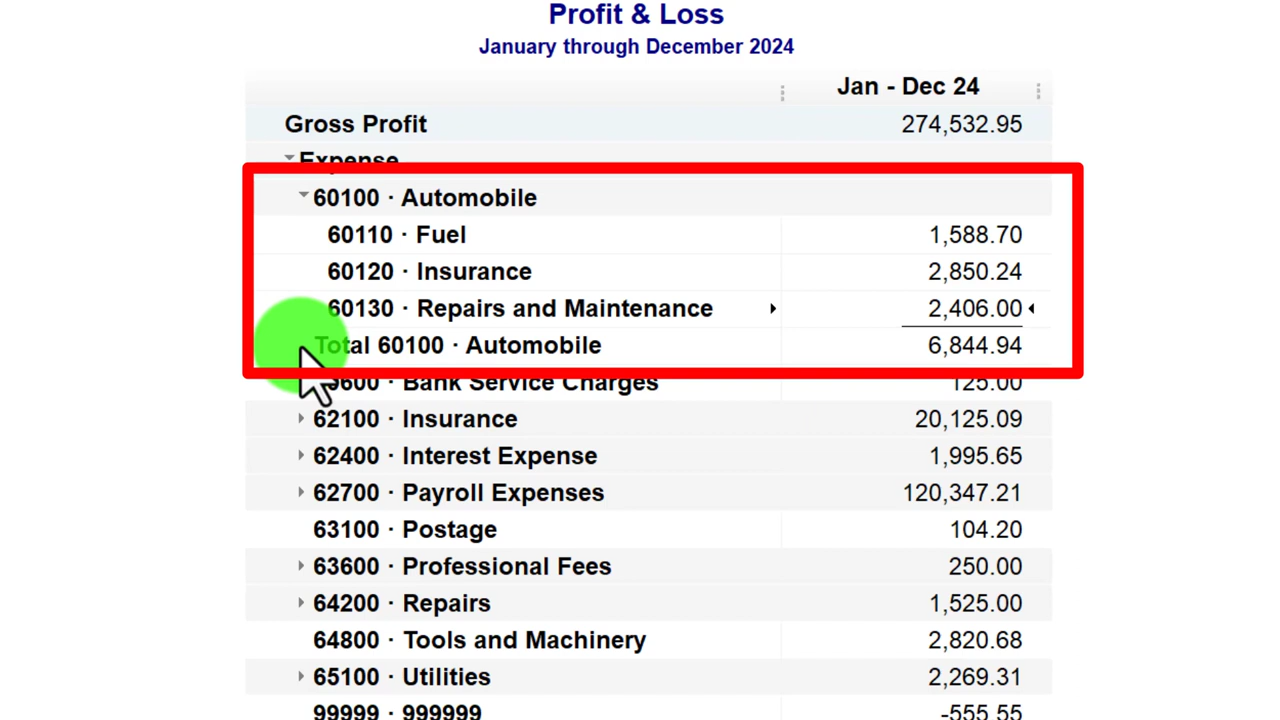 Profit & Loss
January through December 2024
Jan - Dec 24
Gross Profit 274,532.95
Expense
60100 · Automobile
60110 · Fuel 1,588.70
60120 · Insurance 2,850.24
60130 · Repairs and Maintenance 2,406.00
Total 60100 · Automobile 6,844.94
Bank Service Charges 125.00
62100 · Insurance 20,125.09
62400 · Interest Expense 1,995.65
62700 · Payroll Expenses 120,347.21
63100 · Postage 104.20
63600 · Professional Fees 250.00
64200 · Repairs 1,525.00
64800 · Tools and Machinery 2,820.68
65100 · Utilities 2,269.31
99999 · 999999 -555.55